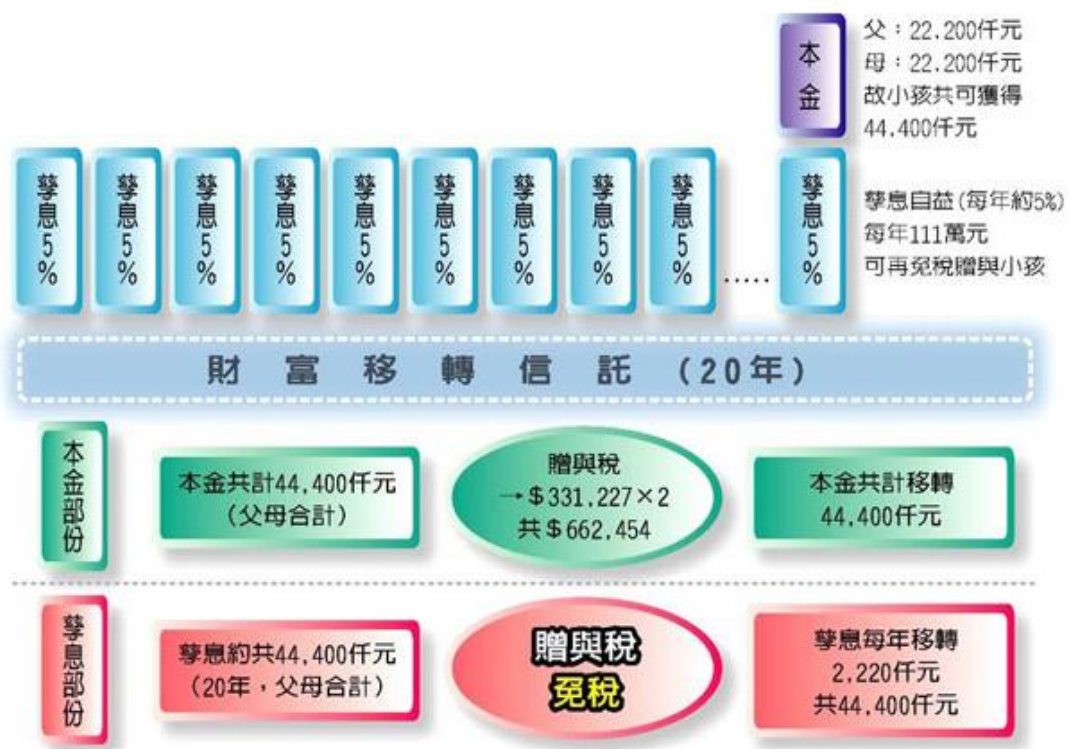 本金
父：22.200仟元
母：22.200仟元
故小孩共可獲得
44.400仟元
孳息5%
孳息5%
孳息5%
孳息5%
孳息5%
孳息5%
孳息5%
孳息5%
孳息5%
.....
孳息5%
孳息自益(每年約5%)
每年111萬元
可再免稅贈與小孩
財富移轉信託(20年)
本金部份
本金共計44,400仟元
(父母合計)
贈與稅
→$331,227×2
共$662,454
本金共計移轉
44,400仟元
孳息部份
孳息約共44,400仟元
(20年，父母合計)
贈與稅
免稅
孳息每年移轉
2,220仟元
共44,400仟元